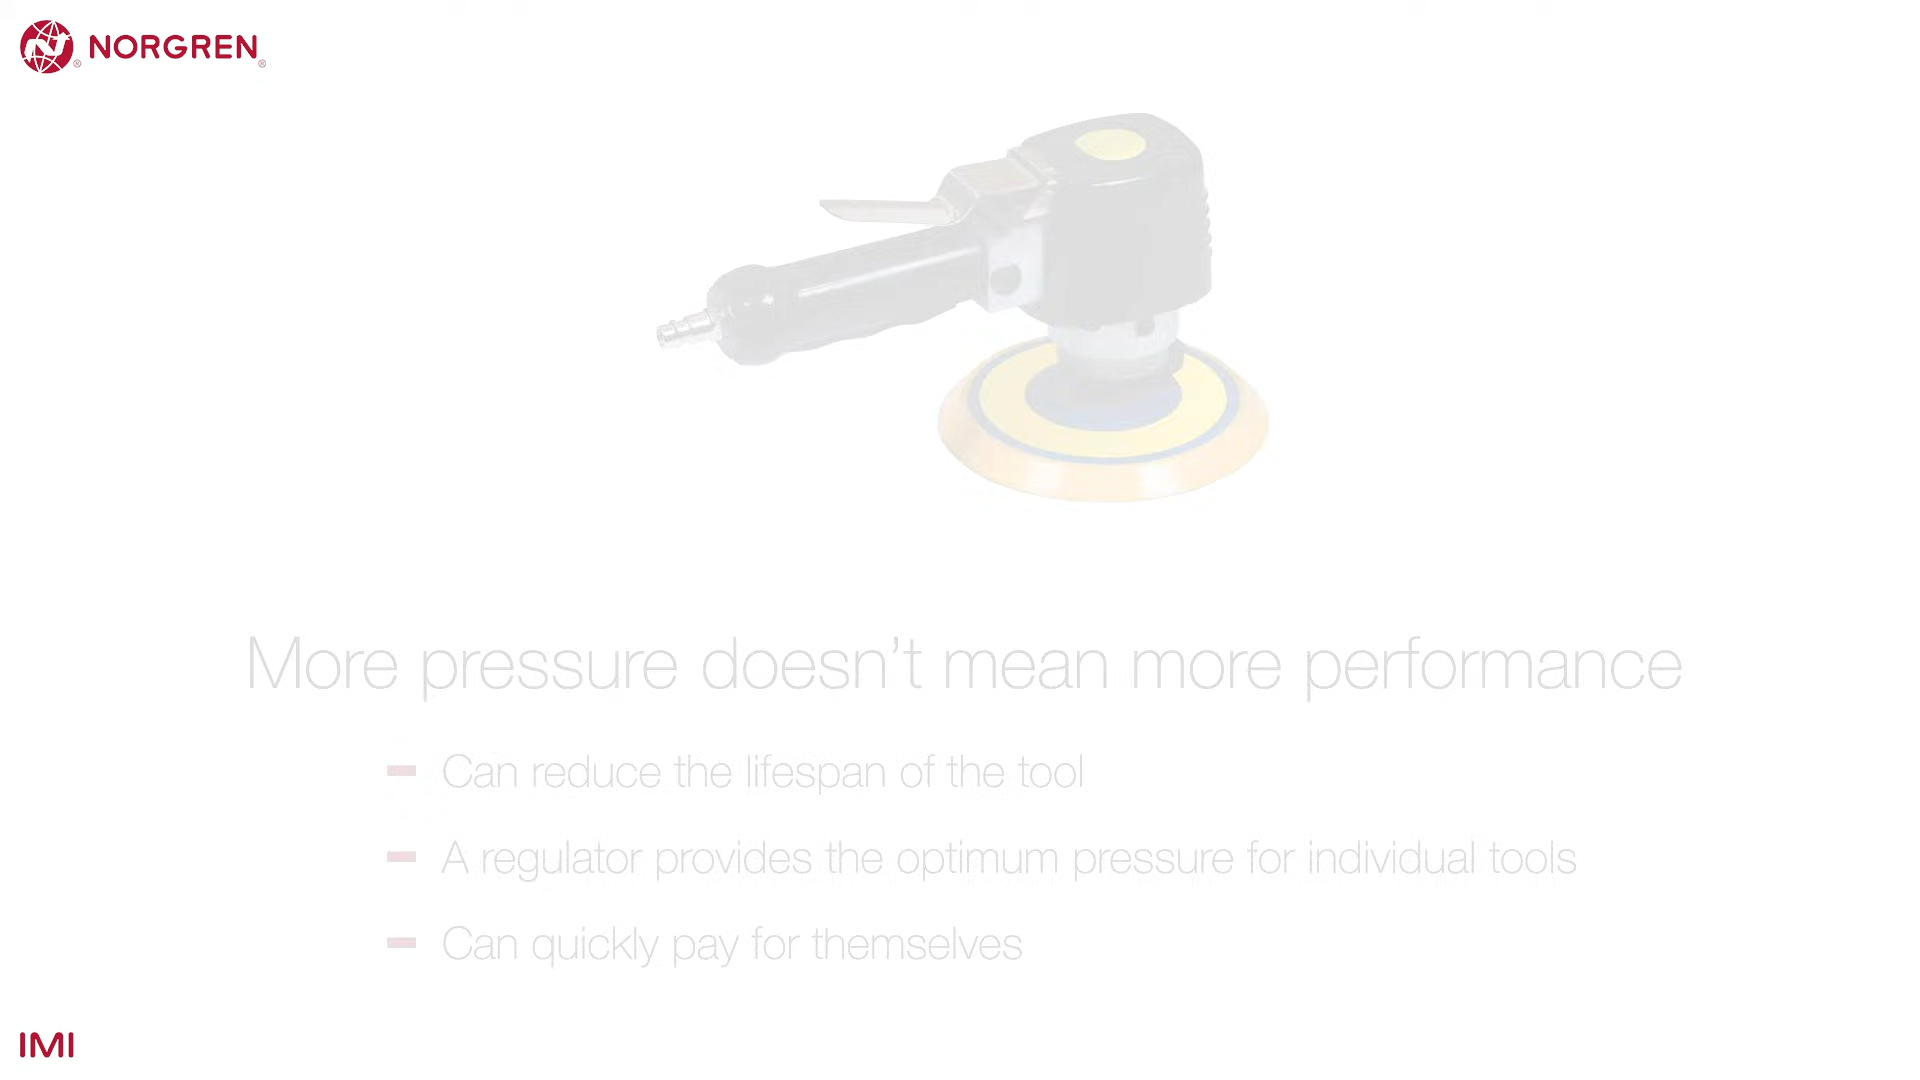 NORGREN
More pressure doesn’t mean more performance
Can reduce the lifespan of the tool
A regulator provides the optimum pressure for individual tools
Can quickly pay for themselves
IMI